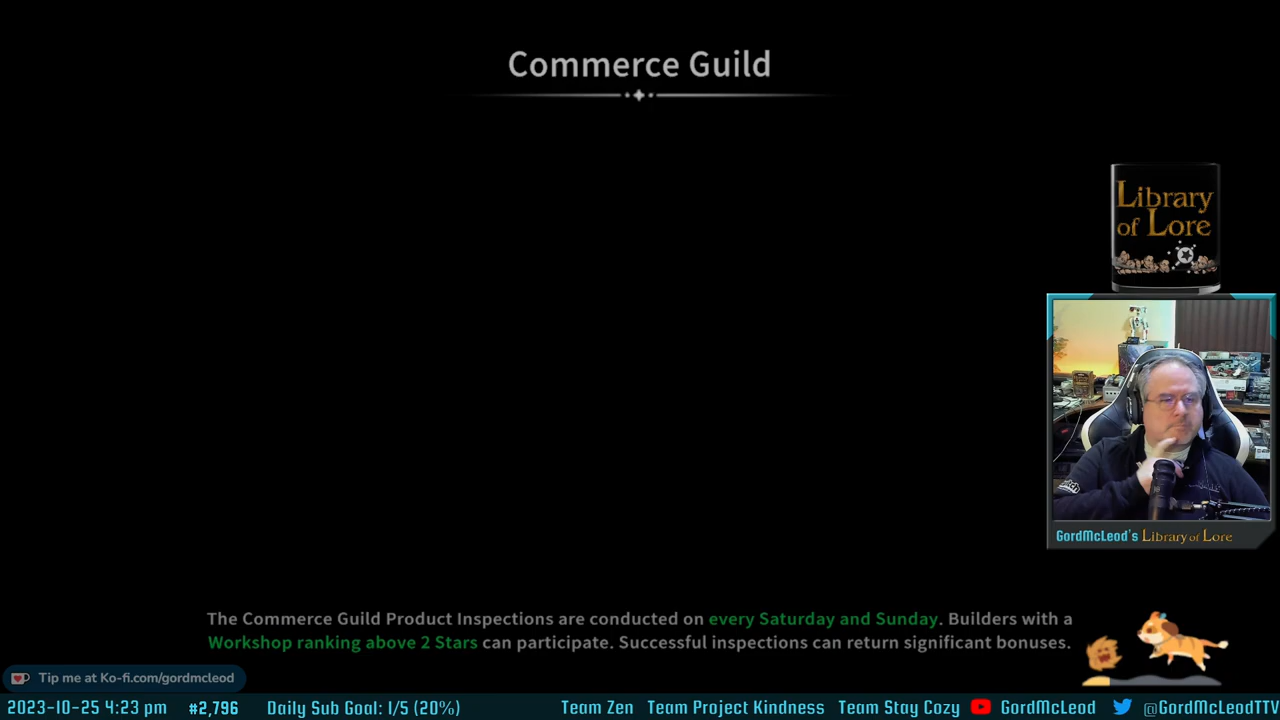 Commerce Guild
Library
of Lore
GordMcLeod's Library of Lore
The Commerce Guild Product Inspections are conducted on every Saturday and Sunday. Builders with a
Workshop ranking above 2 Stars can participate. Successful inspections can return significant bonuses.
Tip me at Ko-fi.com/gordmcleod
2023-10-25 4:23 pm #2,796 Daily Sub Goal: 1/5 (20%) Team Zen Team Project Kindness Team Stay Cozy GordMcLeod @GordMcLeodTTV